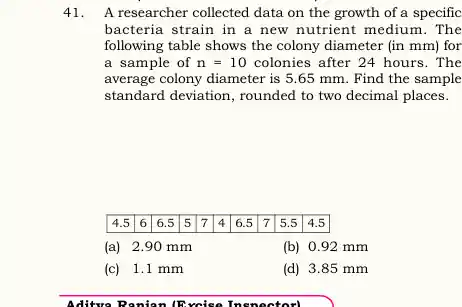 41. A researcher collected data on the growth of a specific
bacteria strain in a new nutrient medium. The
following table shows the colony diameter (in mm) for
a sample of n = 10 colonies after 24 hours. The
average colony diameter is 5.65 mm. Find the sample
standard deviation, rounded to two decimal places.
4.5 6 6.5 5 7 4 6.5 7 5.5 4.5
(a) 2.90 mm (b) 0.92 mm
(c) 1.1 mm (d) 3.85 mm
Aditya Ranjan (Excise Inspector)